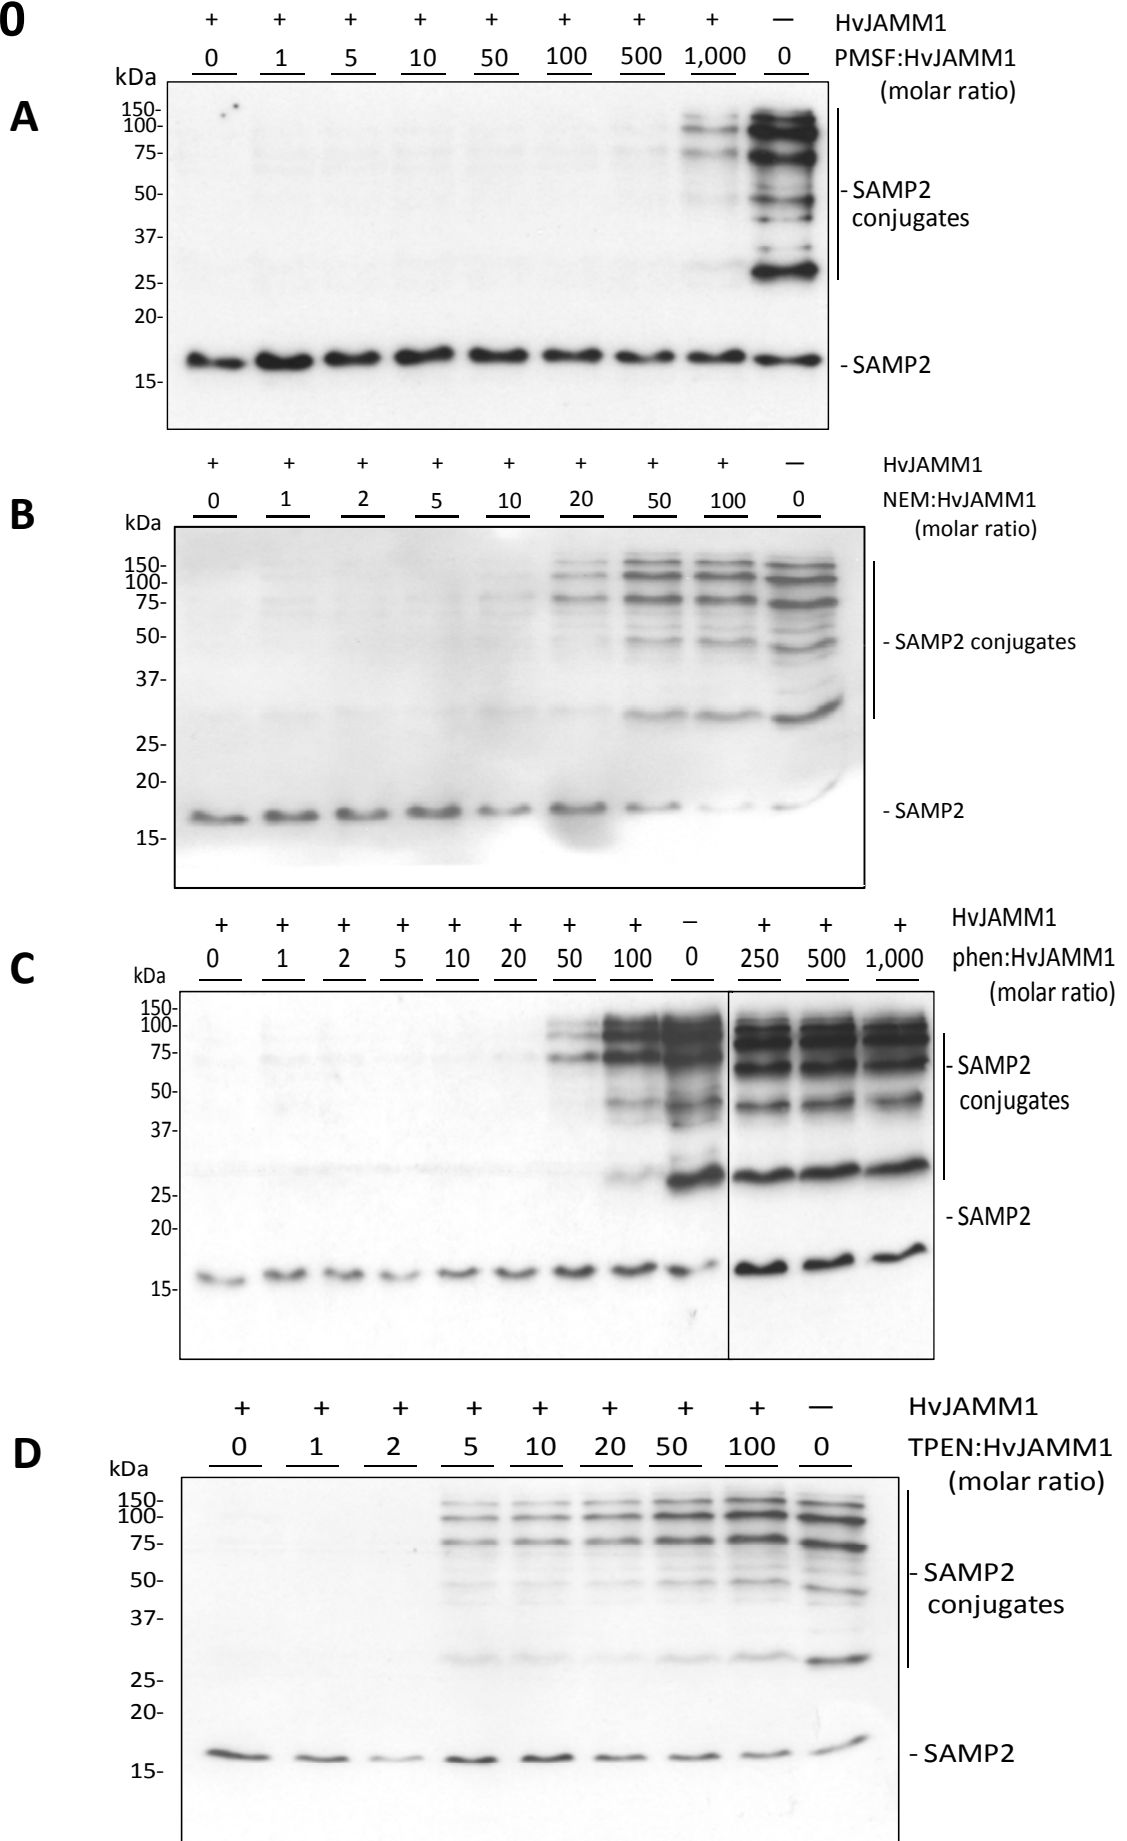 0
+ + + + + + + + — HvJAMM1
0 1 5 10 50 100 500 1,000 0 PMSF:HvJAMM1
kDa (molar ratio)
A
150-
100-
75-
50- - SAMP2
conjugates
37-
25-
20-
- SAMP2
15-
+ + + + + + + + — HvJAMM1
B 0 1 2 5 10 20 50 100 0 NEM:HvJAMM1
kDa (molar ratio)
150-
100-
75-
50- - SAMP2 conjugates
37-
25-
20-
- SAMP2
15-
+ + + + + + + + – + + + HvJAMM1
C 0 1 2 5 10 20 50 100 0 250 500 1,000 phen:HvJAMM1
kDa (molar ratio)
150-
100-
75- - SAMP2
50- conjugates
37-
25-
- SAMP2
20-
15-
+ + + + + + + + — HvJAMM1
D 0 1 2 5 10 20 50 100 0 TPEN:HvJAMM1
kDa (molar ratio)
150-
100-
75-
50- - SAMP2
conjugates
37-
25-
20-
- SAMP2
15-